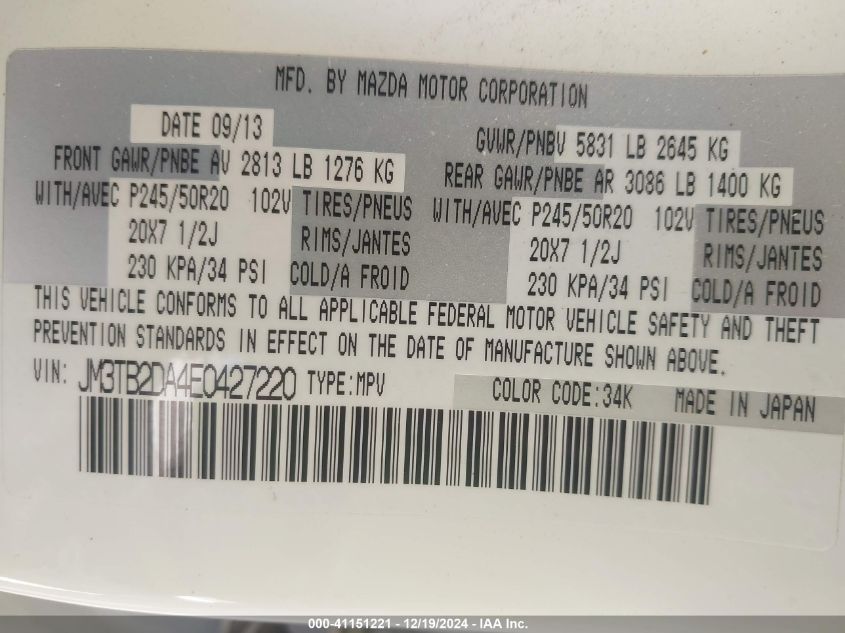 MFD. BY MAZDA MOTOR CORPORATION
DATE 09/13
GVWR/PNBV 5831 LB 2645 KG
FRONT GAWR/PNBE AV 2813 LB 1276 KG
REAR GAWR/PNBE AR 3086 LB 1400 KG
WITH/AVEC P245/50R20 102V TIRES/PNEUS
WITH/AVEC P245/50R20 102V TIRES/PNEUS
20X7 1/2J RIMS/JANTES
20X7 1/2J RIMS/JANTES
230 KPA/34 PSI COLD/A FROID
230 KPA/34 PSI COLD/A FROID
THIS VEHICLE CONFORMS TO ALL APPLICABLE FEDERAL MOTOR VEHICLE SAFETY AND THEFT
PREVENTION STANDARDS IN EFFECT ON THE DATE OF MANUFACTURE SHOWN ABOVE.
VIN: JM3TB2DA4E0427220 TYPE:MPV COLOR CODE:34K MADE IN JAPAN
000-41151221 - 12/19/2024 - IAA Inc.